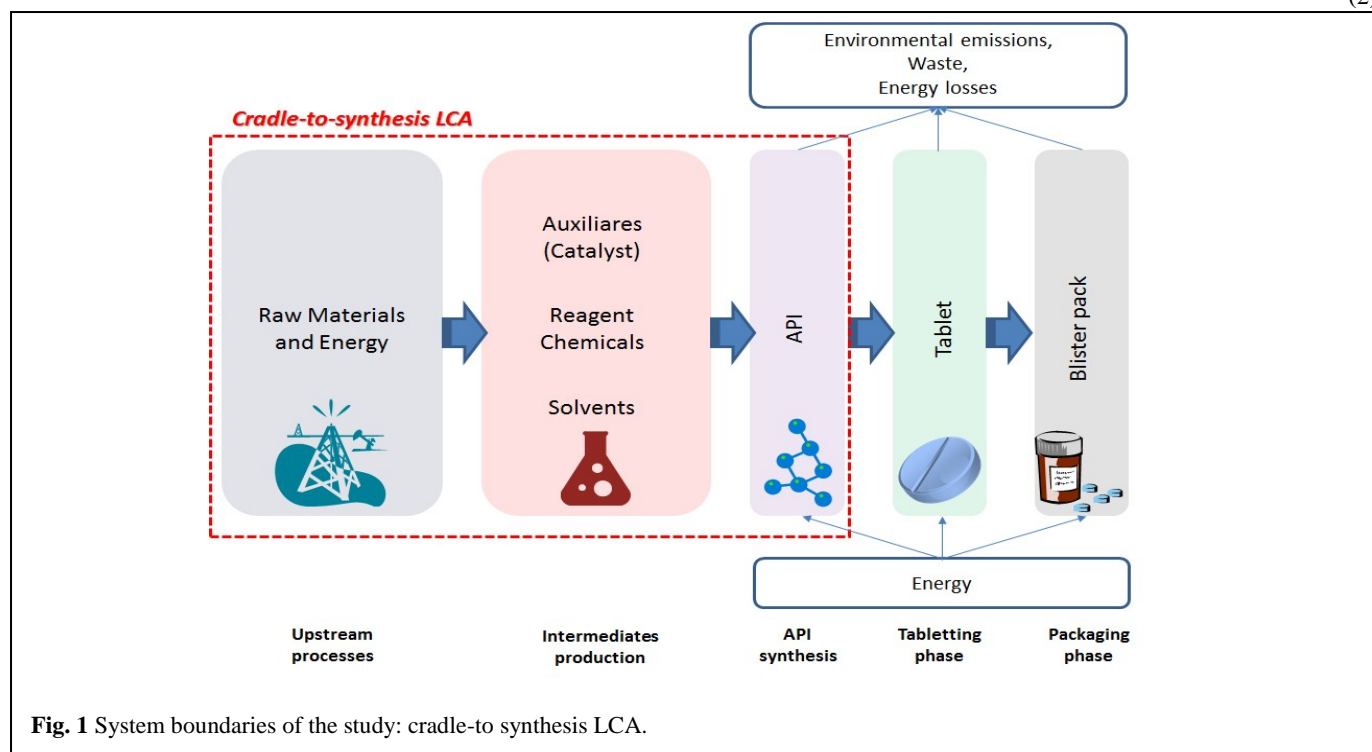 (2)
Environmental emissions,
Waste,
Energy losses
Cradle-to-synthesis LCA
Raw Materials
and Energy
Auxiliares
(Catalyst)
Reagent
Chemicals
Solvents
API
Tablet
Blister pack
Energy
Upstream
processes
Intermediates
production
API
synthesis
Tabletting
phase
Packaging
phase
Fig. 1 System boundaries of the study: cradle-to synthesis LCA.